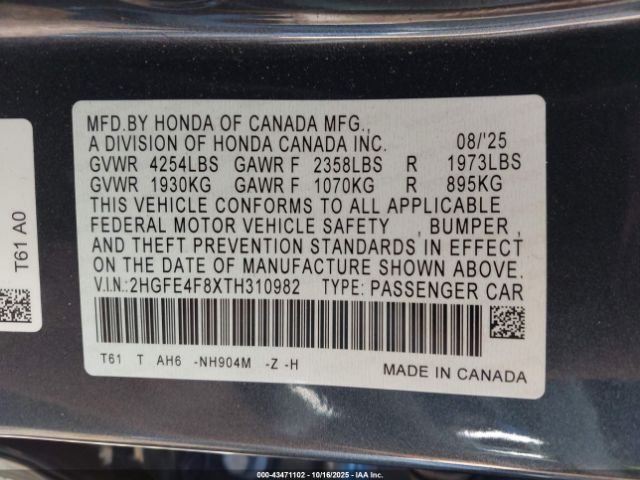 MFD.BY HONDA OF CANADA MFG.,
A DIVISION OF HONDA CANADA INC. 08/'25
GVWR 4254LBS GAWR F 2358LBS R 1973LBS
GVWR 1930KG GAWR F 1070KG R 895KG
THIS VEHICLE CONFORMS TO ALL APPLICABLE
FEDERAL MOTOR VEHICLE SAFETY , BUMPER ,
AND THEFT PREVENTION STANDARDS IN EFFECT
ON THE DATE OF MANUFACTURE SHOWN ABOVE.
V.I.N.:2HGFE4F8XTH310982 TYPE: PASSENGER CAR
T61 T AH6 -NH904M -Z -H
MADE IN CANADA
T61 A0
000-43471102 | 10/16/2025 | IAA Inc.